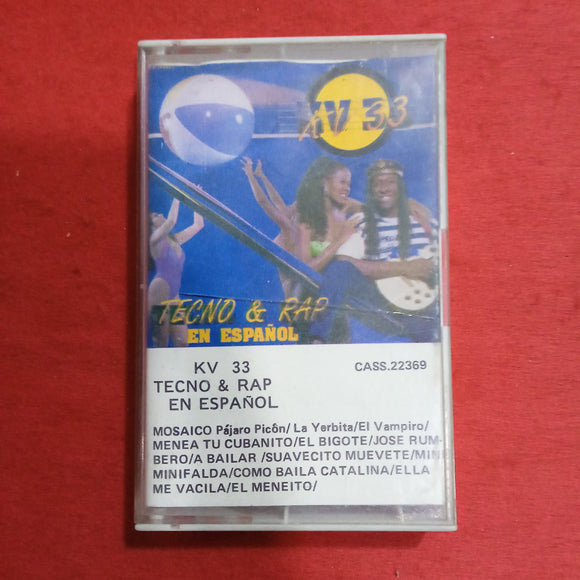 KV 33
TECNO & RAP
EN ESPAÑOL
KV 33
CASS.22369
TECNO & RAP
EN ESPAÑOL
MOSAICO Pájaro Picôn/ La Yerbita/El Vampiro/
MENEA TU CUBANITO/EL BIGOTE/JOSE RUM-
BERO/A BAILAR /SUAVECITO MUEVETE/MINI
MINIFALDA/COMO BAILA CATALINA/ELLA
ME VACILA/EL MENEITO/